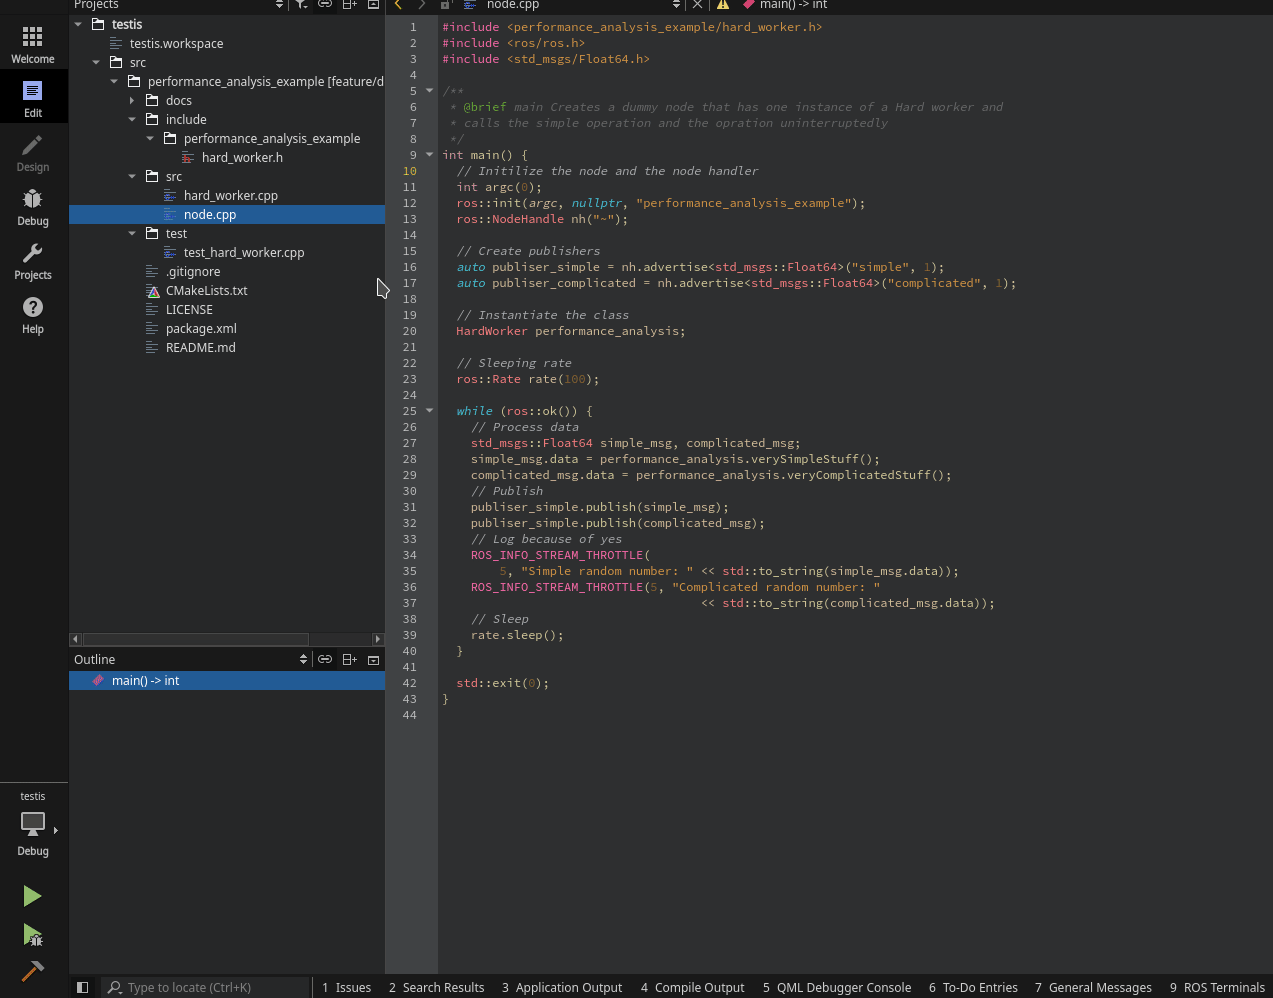 Projects
node.cpp
main() -> int
Welcome
Edit
Design
Debug
Projects
Help
testis
testis.workspace
src
performance_analysis_example [feature/d
docs
include
performance_analysis_example
hard_worker.h
src
hard_worker.cpp
node.cpp
test
test_hard_worker.cpp
.gitignore
CMakeLists.txt
LICENSE
package.xml
README.md
Outline
main() -> int
1 #include <performance_analysis_example/hard_worker.h>
2 #include <ros/ros.h>
3 #include <std_msgs/Float64.h>
4
5 /**
6 * @brief main Creates a dummy node that has one instance of a Hard worker and
7 * calls the simple operation and the opration uninterruptedly
8 */
9 int main() {
10 // Initilize the node and the node handler
11 int argc(0);
12 ros::init(argc, nullptr, "performance_analysis_example");
13 ros::NodeHandle nh("~");
14
15 // Create publishers
16 auto publiser_simple = nh.advertise<std_msgs::Float64>("simple", 1);
17 auto publiser_complicated = nh.advertise<std_msgs::Float64>("complicated", 1);
18
19 // Instantiate the class
20 HardWorker performance_analysis;
21
22 // Sleeping rate
23 ros::Rate rate(100);
24
25 while (ros::ok()) {
26 // Process data
27 std_msgs::Float64 simple_msg, complicated_msg;
28 simple_msg.data = performance_analysis.verySimpleStuff();
29 complicated_msg.data = performance_analysis.veryComplicatedStuff();
30 // Publish
31 publiser_simple.publish(simple_msg);
32 publiser_simple.publish(complicated_msg);
33 // Log because of yes
34 ROS_INFO_STREAM_THROTTLE(
35 5, "Simple random number: " << std::to_string(simple_msg.data));
36 ROS_INFO_STREAM_THROTTLE(5, "Complicated random number: "
37 << std::to_string(complicated_msg.data));
38 // Sleep
39 rate.sleep();
40 }
41
42 std::exit(0);
43 }
44
testis
Debug
Type to locate (Ctrl+K)
1 Issues 2 Search Results 3 Application Output 4 Compile Output 5 QML Debugger Console 6 To-Do Entries 7 General Messages 9 ROS Terminals